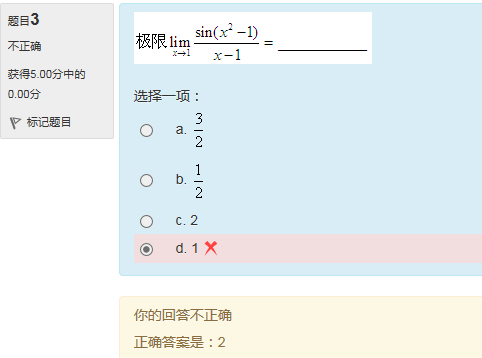 题目3
不正确
获得5.00分中的
0.00分
标记题目
极限 lim x→1 sin(x²−1)/x−1 = ________
选择一项：
a. 3/2
b. 1/2
c. 2
d. 1
你的回答不正确
正确答案是：2